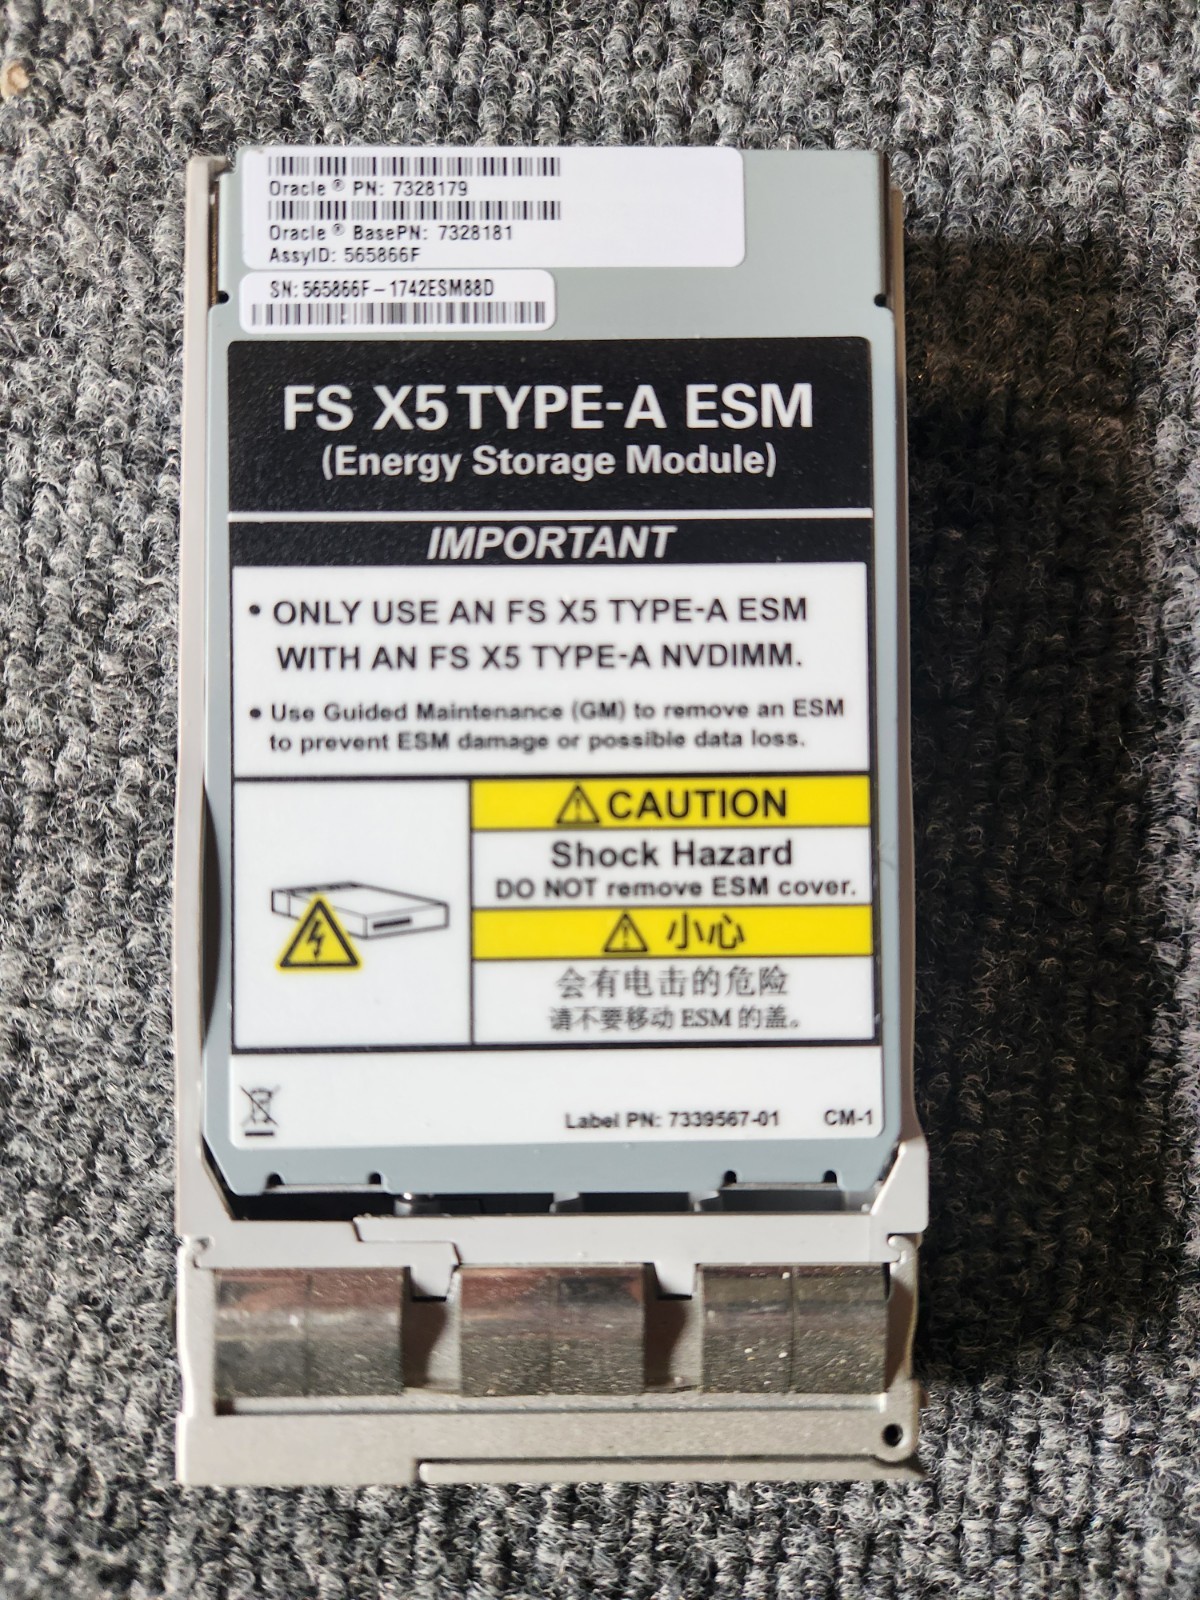 Oracle® PN: 7328179
Oracle® BasePN: 7328181
AssyID: 565866F
SN: 565866F-1742ESM88D
FS X5 TYPE-A ESM
(Energy Storage Module)
IMPORTANT
• ONLY USE AN FS X5 TYPE-A ESM
WITH AN FS X5 TYPE-A NVDIMM.
• Use Guided Maintenance (GM) to remove an ESM
to prevent ESM damage or possible data loss.
CAUTION
Shock Hazard
DO NOT remove ESM cover.
小心
会有电击的危险
请不要移动 ESM 的盖。
Label PN: 7339567-01 CM-1